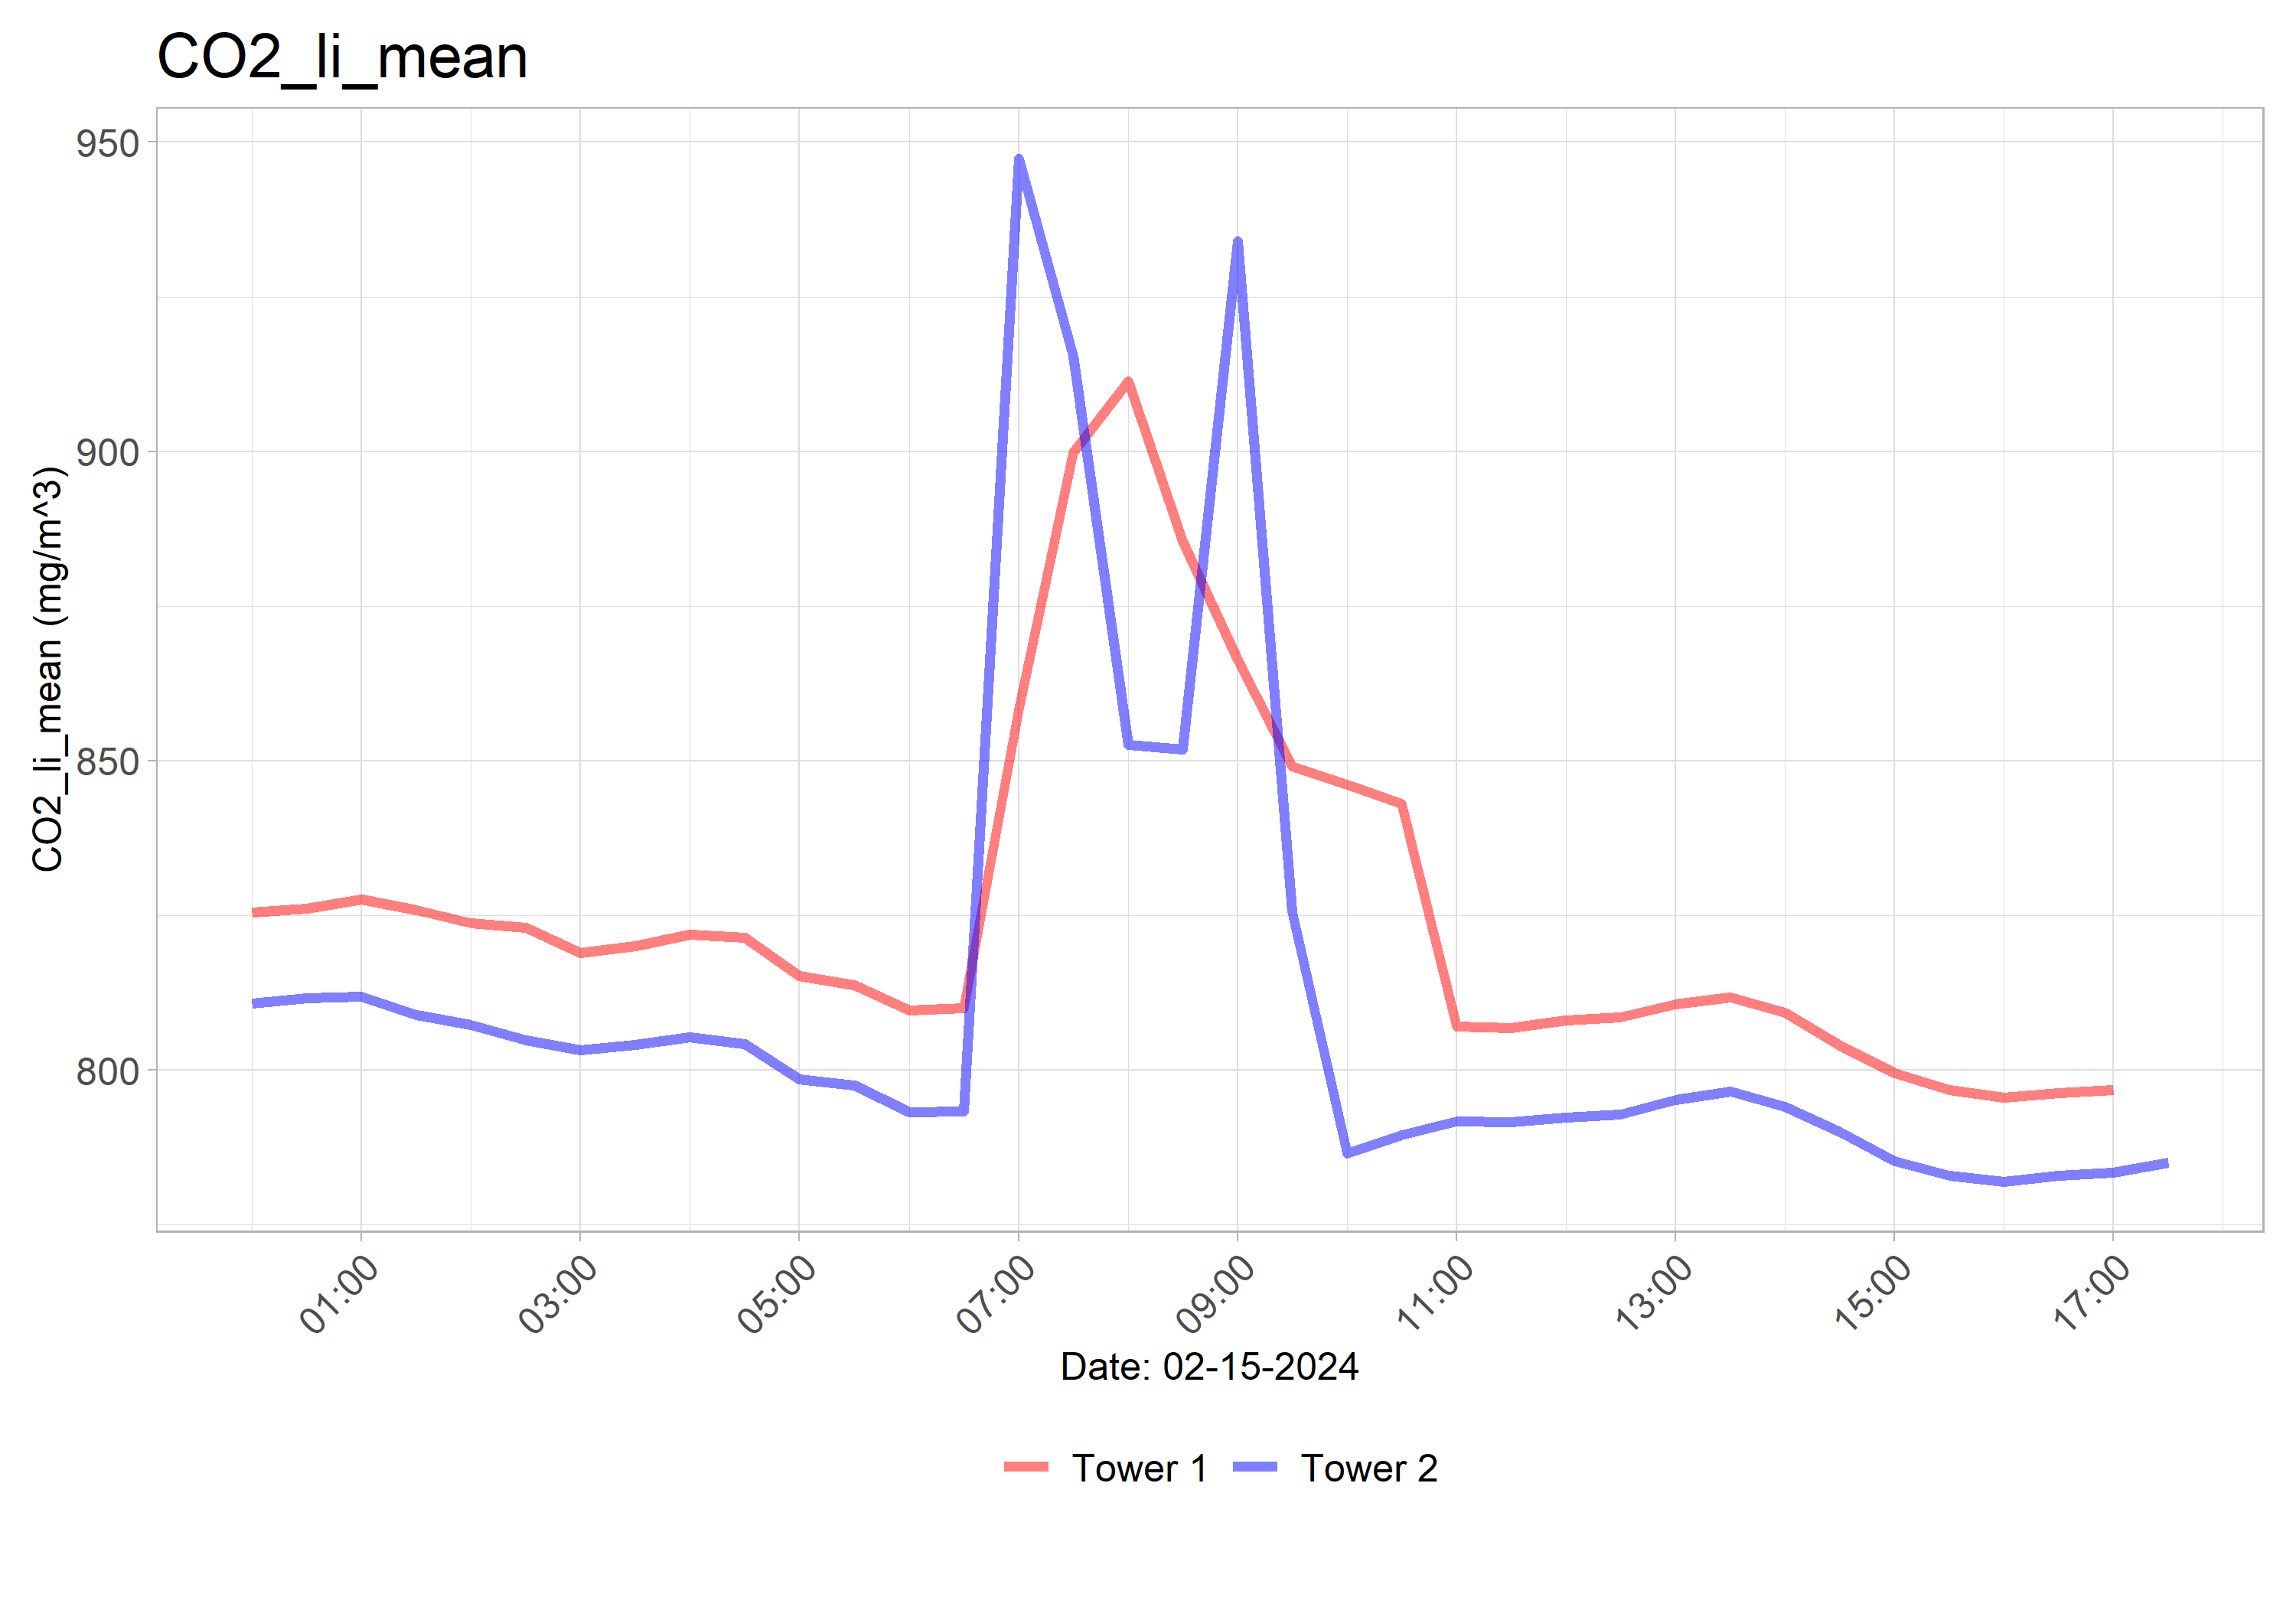 CO2_li_mean
CO2_li_mean (mg/m^3)
950
900
850
800
01:00
03:00
05:00
07:00
09:00
11:00
13:00
15:00
17:00
Date: 02-15-2024
Tower 1
Tower 2